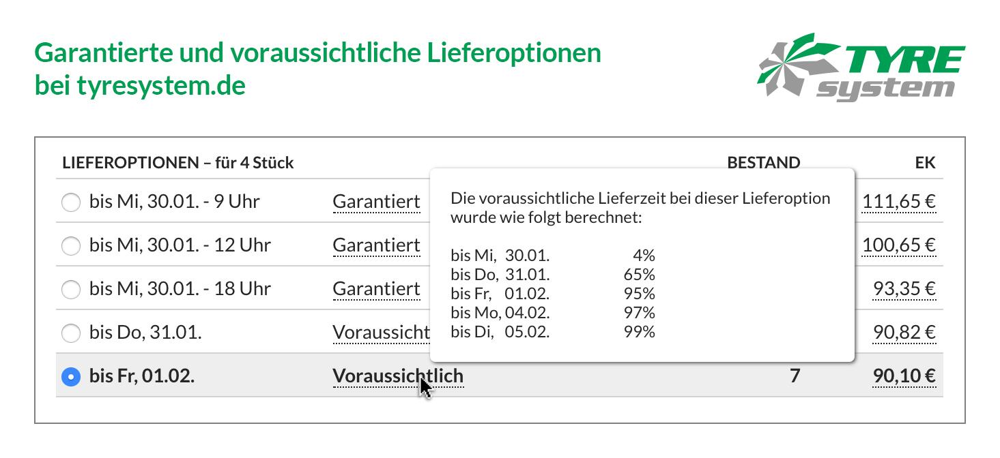 Garantierte und voraussichtliche Lieferoptionen
bei tyresystem.de
TYRE
system
LIEFEROPTIONEN – für 4 Stück BESTAND EK
bis Mi, 30.01. - 9 Uhr Garantiert 111,65 €
bis Mi, 30.01. - 12 Uhr Garantiert 100,65 €
bis Mi, 30.01. - 18 Uhr Garantiert 93,35 €
bis Do, 31.01. Voraussicht 90,82 €
bis Fr, 01.02. Voraussichtlich 7 90,10 €
Die voraussichtliche Lieferzeit bei dieser Lieferoption
wurde wie folgt berechnet:
bis Mi, 30.01. 4%
bis Do, 31.01. 65%
bis Fr, 01.02. 95%
bis Mo, 04.02. 97%
bis Di, 05.02. 99%